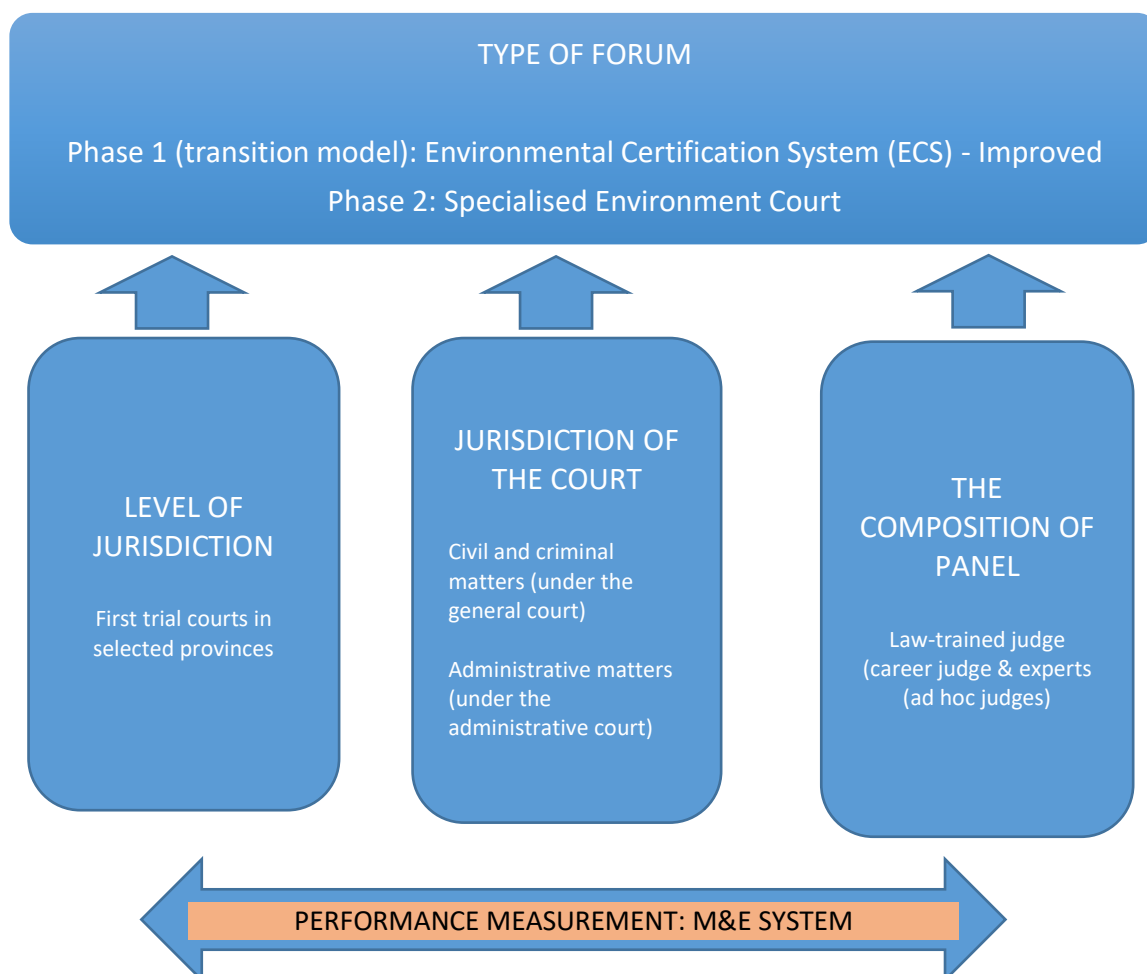 TYPE OF FORUM
Phase 1 (transition model): Environmental Certification System (ECS) - Improved
Phase 2: Specialised Environment Court
LEVEL OF
JURISDICTION
First trial courts in
selected provinces
JURISDICTION OF
THE COURT
Civil and criminal
matters (under the
general court)
Administrative matters
(under the
administrative court)
THE
COMPOSITION OF
PANEL
Law-trained judge
(career judge & experts
(ad hoc judges)
PERFORMANCE MEASUREMENT: M&E SYSTEM